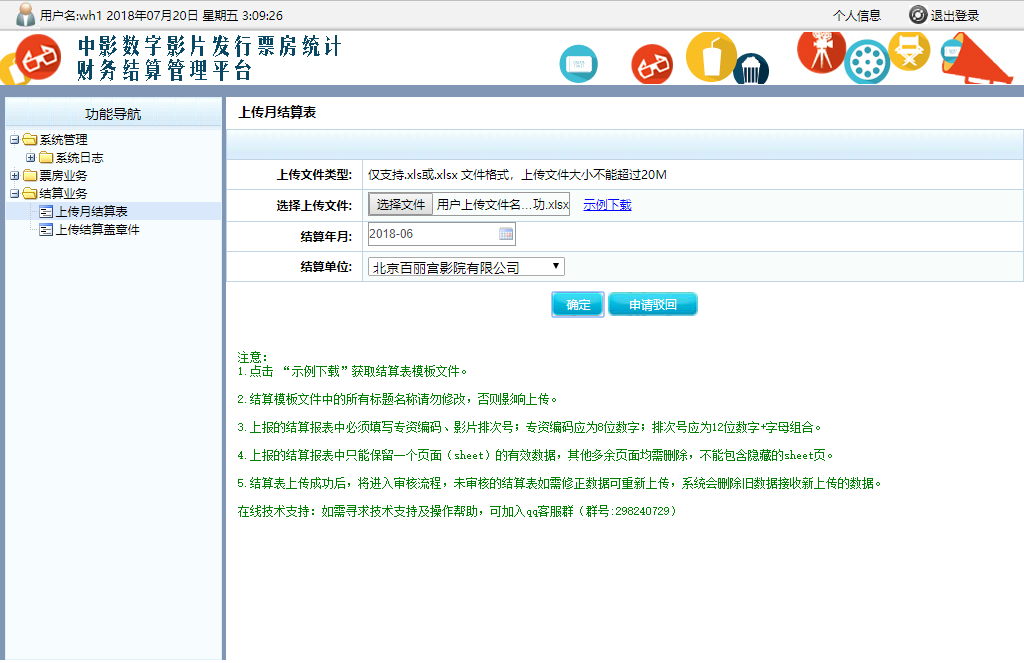 用户名:wh1 2018年07月20日 星期五 3:09:26
个人信息
退出登录
中影数字影片发行票房统计
财务结算管理平台
功能导航
系统管理
系统日志
票房业务
结算业务
上传月结算表
上传结算盖章件
上传月结算表
上传文件类型: 仅支持.xls或.xlsx 文件格式，上传文件大小不能超过20M
选择上传文件: 选择文件 用户上传文件名...功.xlsx 示例下载
结算年月: 2018-06
结算单位: 北京百丽宫影院有限公司
确定 申请驳回
注意：
1.点击 “示例下载”获取结算表模板文件。
2.结算模板文件中的所有标题名称请勿修改，否则影响上传。
3.上报的结算报表中必须填写专资编码、影片排次号；专资编码应为8位数字；排次号应为12位数字+字母组合。
4.上报的结算报表中只能保留一个页面（sheet）的有效数据，其他多余页面均需删除，不能包含隐藏的sheet页。
5.结算表上传成功后，将进入审核流程，未审核的结算表如需修正数据可重新上传，系统会删除旧数据接收新上传的数据。
在线技术支持：如需寻求技术支持及操作帮助，可加入qq客服群（群号:298240729）